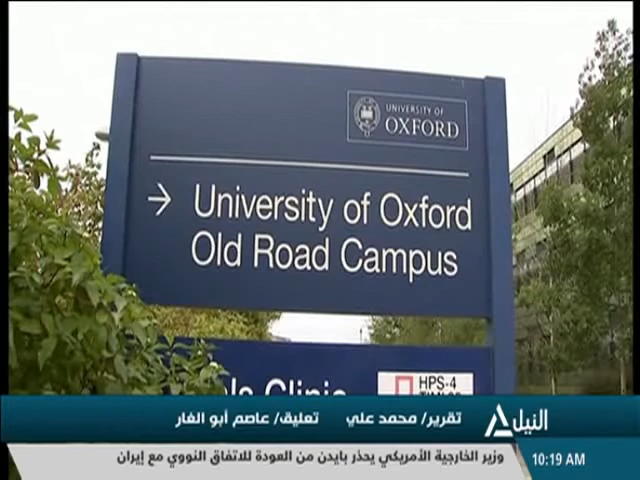 UNIVERSITY OF
OXFORD
→ University of Oxford
Old Road Campus
Clinic
HPS-4
تقرير/ محمد علي تعليق/ عاصم أبو الغار
النيل
وزير الخارجية الأمريكي يحذر بايدن من العودة للاتفاق النووي مع إيران
10:19 AM